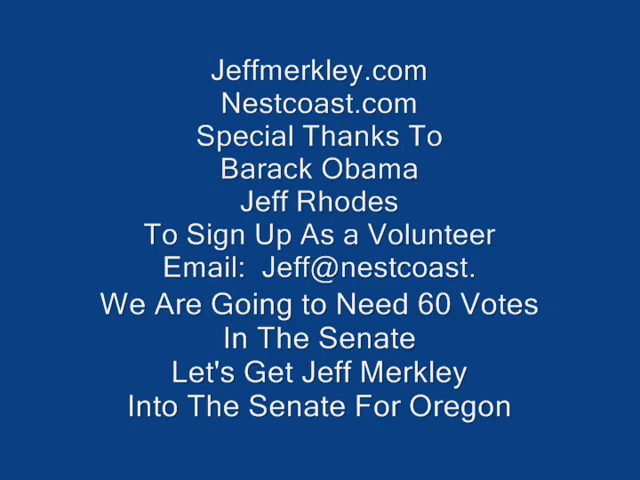 Jeffmerkley.com
Nestcoast.com
Special Thanks To
Barack Obama
Jeff Rhodes
To Sign Up As a Volunteer
Email:  Jeff@nestcoast.
We Are Going to Need 60 Votes
In The Senate
Let's Get Jeff Merkley
Into The Senate For Oregon